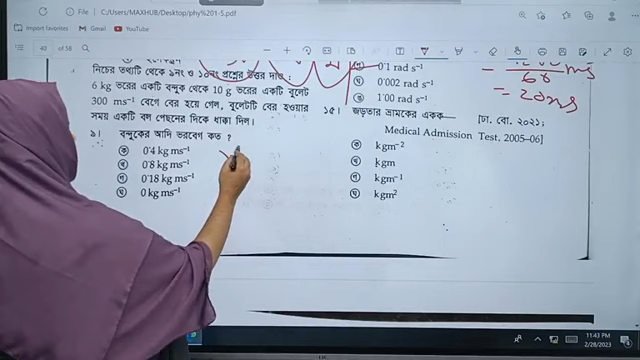 C:/Users/MAXHUB/Desktop/phy%201-5.pdf
Import favorites
Gmail
YouTube
Maps
40 of 58
নিচের তথ্যটি থেকে ৯নং ও ১০নং প্রশ্নের উত্তর দাও :
6 kg ভরের একটি বন্দুক থেকে 10 g ভরের একটি বুলেট
300 ms⁻¹ বেগে বের হয়ে গেল, বুলেটটি বের হওয়ার
সময় একটি বল পেছনের দিকে ধাক্কা দিল।
৯। বন্দুকের আদি ভরবেগ কত ?
ক 0·4 kg ms⁻¹
খ 0·8 kg ms⁻¹
গ 0·18 kg ms⁻¹
ঘ 0 kg ms⁻¹
গ 0·1 rad s⁻¹
ঘ 0·002 rad s⁻¹
ঙ 1·00 rad s⁻¹
১৫। জড়তার ভ্রামকের একক— [ঢা. বো. ২০২১;
Medical Admission Test, 2005–06]
ক kgm⁻²
খ kgm
গ kgm⁻¹
ঘ kgm²
11:43 PM
2/28/2023